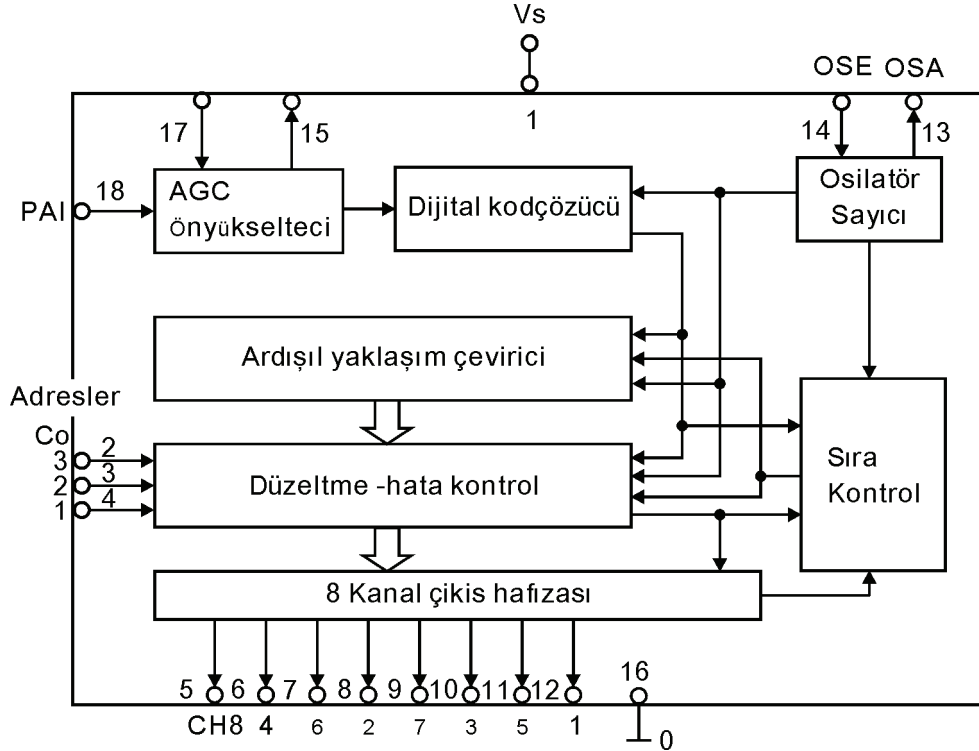 Vs
OSE OSA
17
15
1
14
13
18
PAI
AGC
Önyükselteci
Dijital kodçözücü
Osilatör
Sayıcı
Ardışıl yaklaşım çevirici
Adresler
Co
3 2
2 3
1 4
Düzeltme -hata kontrol
Sıra
Kontrol
8 Kanal çikis hafızası
5 6 7 8 9 10 11 12 16
CH8 4 6 2 7 3 5 1 0